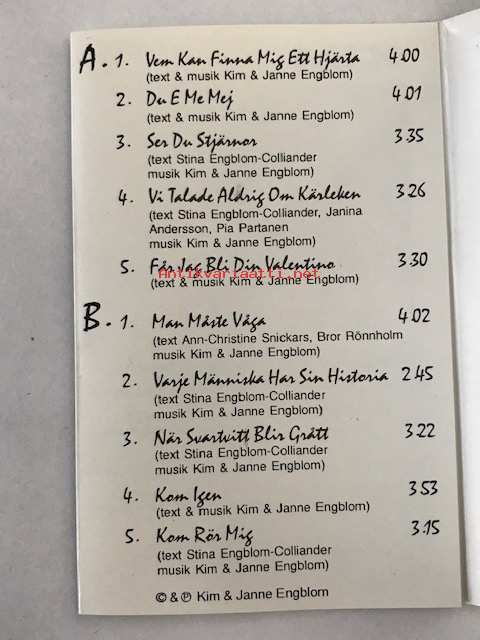 A. 1. Vem Kan Finna Mig Ett Hjärta 4.00
(text & musik Kim & Janne Engblom)
2. Du E Me Mej 4.01
(text & musik Kim & Janne Engblom)
3. Ser Du Stjärnor 3.35
(text Stina Engblom-Colliander
musik Kim & Janne Engblom)
4. Vi Talade Aldrig Om Kärleken 3.26
(text Stina Engblom-Colliander, Janina
Andersson, Pia Partanen
musik Kim & Janne Engblom)
5. Får Jag Bli Din Valentino 3.30
Antikvariaatti.net
(text & musik Kim & Janne Engblom)
B. 1. Man Måste Våga 4.02
(text Ann-Christine Snickars, Bror Rönnholm
musik Kim & Janne Engblom)
2. Varje Människa Har Sin Historia 2.45
(text Stina Engblom-Colliander
musik Kim & Janne Engblom)
3. När Svartvitt Blir Grått 3.22
(text Stina Engblom-Colliander
musik Kim & Janne Engblom)
4. Kom Igen 3.53
(text & musik Kim & Janne Engblom)
5. Kom Rör Mig 3.15
(text Stina Engblom-Colliander
musik Kim & Janne Engblom)
© & ℗ Kim & Janne Engblom